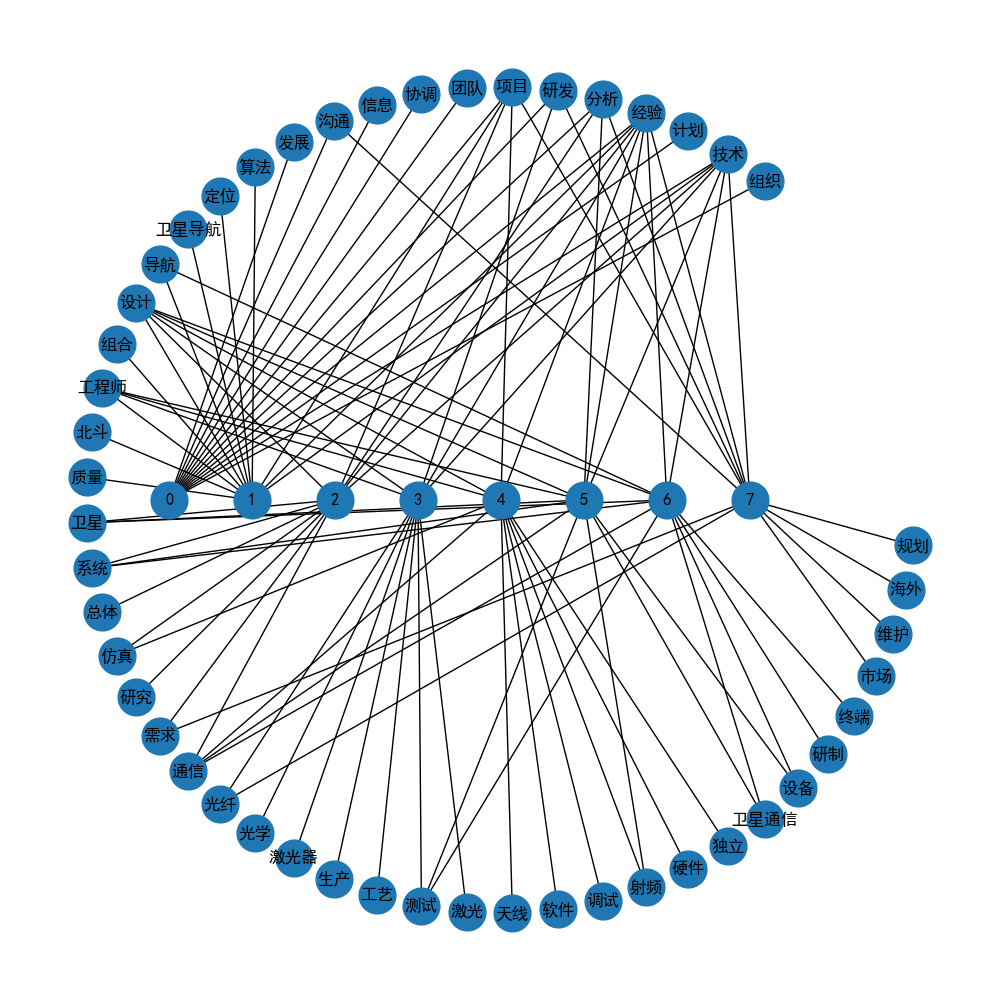 项目
团队
研发
协调
分析
信息
经验
沟通
计划
发展
技术
算法
组织
定位
卫星导航
导航
设计
组合
工程师
北斗
质量
0
1
2
3
4
5
6
7
卫星
规划
系统
海外
总体
维护
仿真
市场
研究
终端
需求
研制
通信
设备
光纤
卫星通信
光学
独立
激光器
硬件
生产
射频
工艺
调试
测试
软件
激光
天线